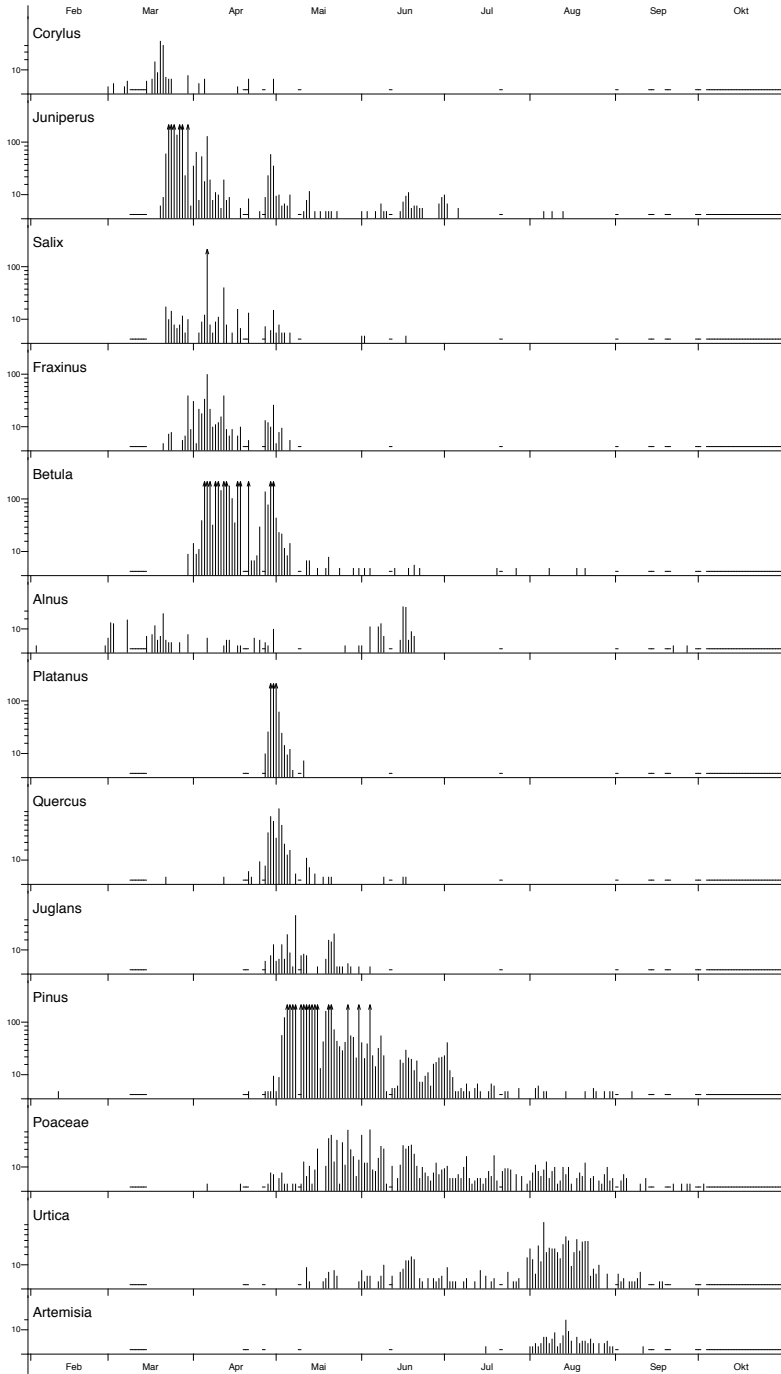 Feb Mar Apr Mai Jun Jul Aug Sep Okt
Corylus
10
Juniperus
100
10
Salix
100
10
Fraxinus
100
10
Betula
100
10
Alnus
10
Platanus
100
10
Quercus
10
Juglans
10
Pinus
100
10
Poaceae
10
Urtica
10
Artemisia
10
Feb Mar Apr Mai Jun Jul Aug Sep Okt